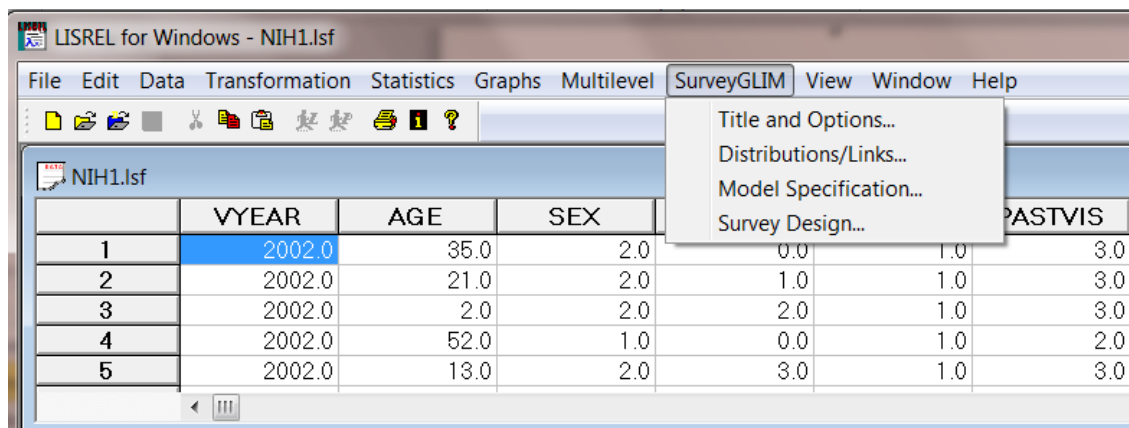 LISREL for Windows - NIH1.lsf
File Edit Data Transformation Statistics Graphs Multilevel SurveyGLIM View Window Help
Title and Options...
Distributions/Links...
Model Specification...
Survey Design...
NIH1.lsf
VYEAR AGE SEX PASTVIS
1 2002.0 35.0 2.0 0.0 1.0 3.0
2 2002.0 21.0 2.0 1.0 1.0 3.0
3 2002.0 2.0 2.0 2.0 1.0 3.0
4 2002.0 52.0 1.0 0.0 1.0 2.0
5 2002.0 13.0 2.0 3.0 1.0 3.0